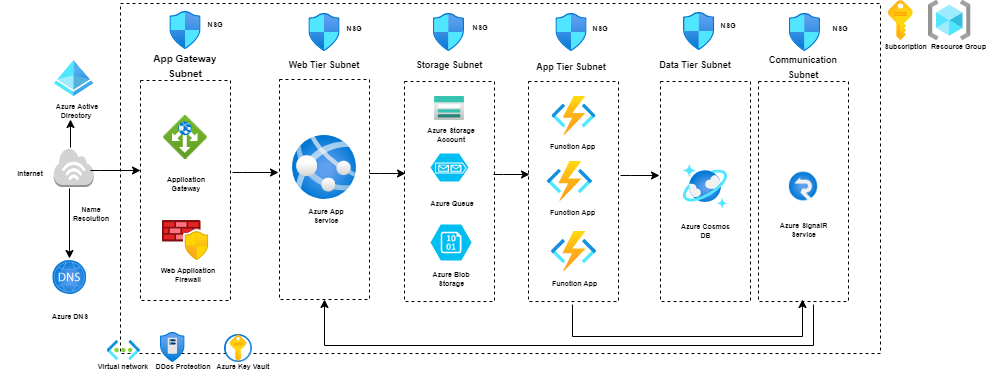 NSG
NSG
NSG
NSG
NSG
NSG
Subscription
Resource Group
App Gateway
Subnet
Web Tier Subnet
Storage Subnet
App Tier Subnet
Data Tier Subnet
Communication
Subnet
Azure Active
Directory
Internet
Name
Resolution
DNS
Azure DNS
Application
Gateway
Web Application
Firewall
Azure App
Service
Azure Storage
Account
Azure Queue
10
01
Azure Blob
Storage
Function App
Function App
Function App
Azure Cosmos
DB
Azure SignalR
Service
Virtual network
DDos Protection
Azure Key Vault